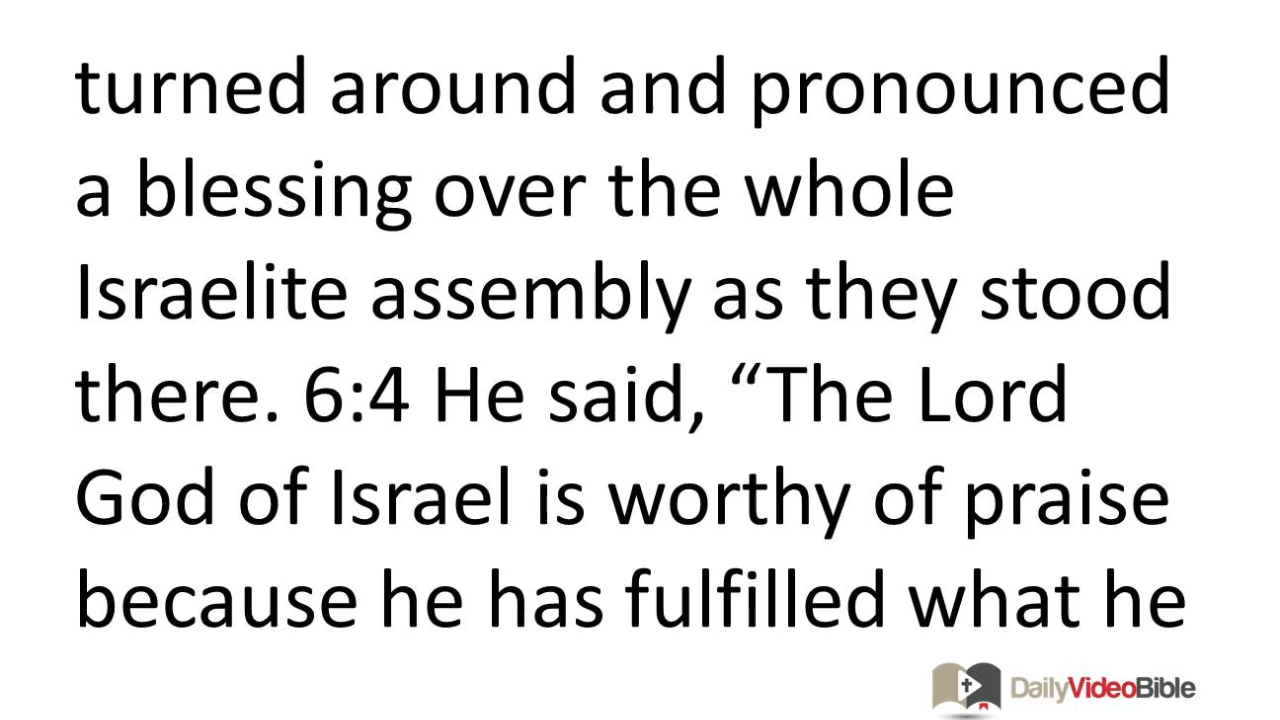 turned around and pronounced
a blessing over the whole
Israelite assembly as they stood
there. 6:4 He said, “The Lord
God of Israel is worthy of praise
because he has fulfilled what he
DailyVideoBible